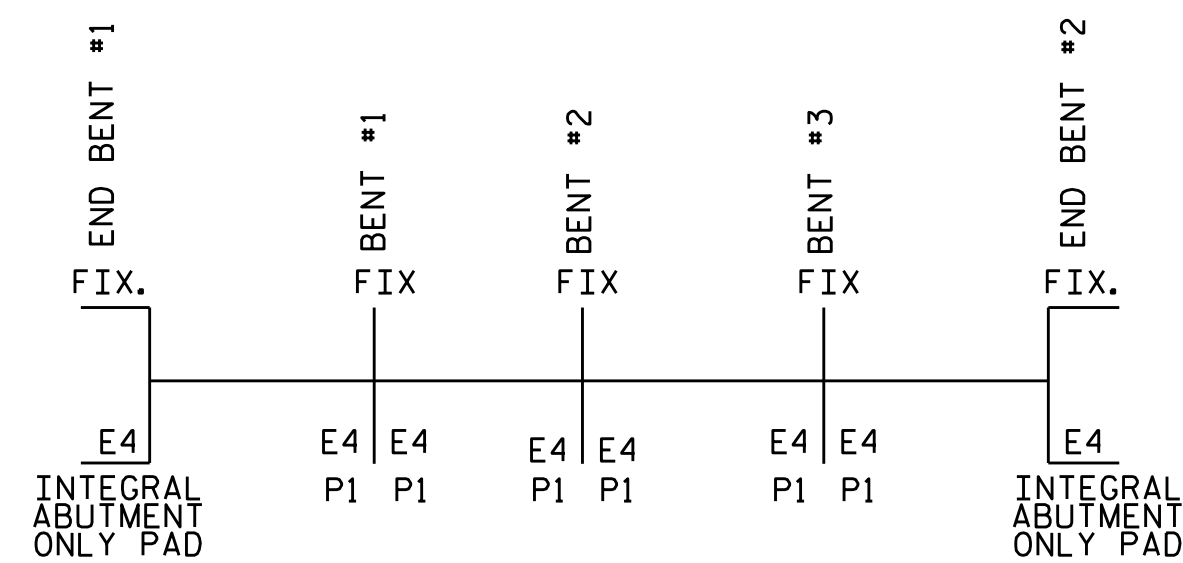 END BENT #1
BENT #1
BENT #2
BENT #3
END BENT #2
FIX.
FIX
FIX
FIX
FIX.
E4
E4 E4
E4 E4
E4 E4
E4
P1 P1
P1 P1
P1 P1
INTEGRAL
ABUTMENT
ONLY PAD
INTEGRAL
ABUTMENT
ONLY PAD